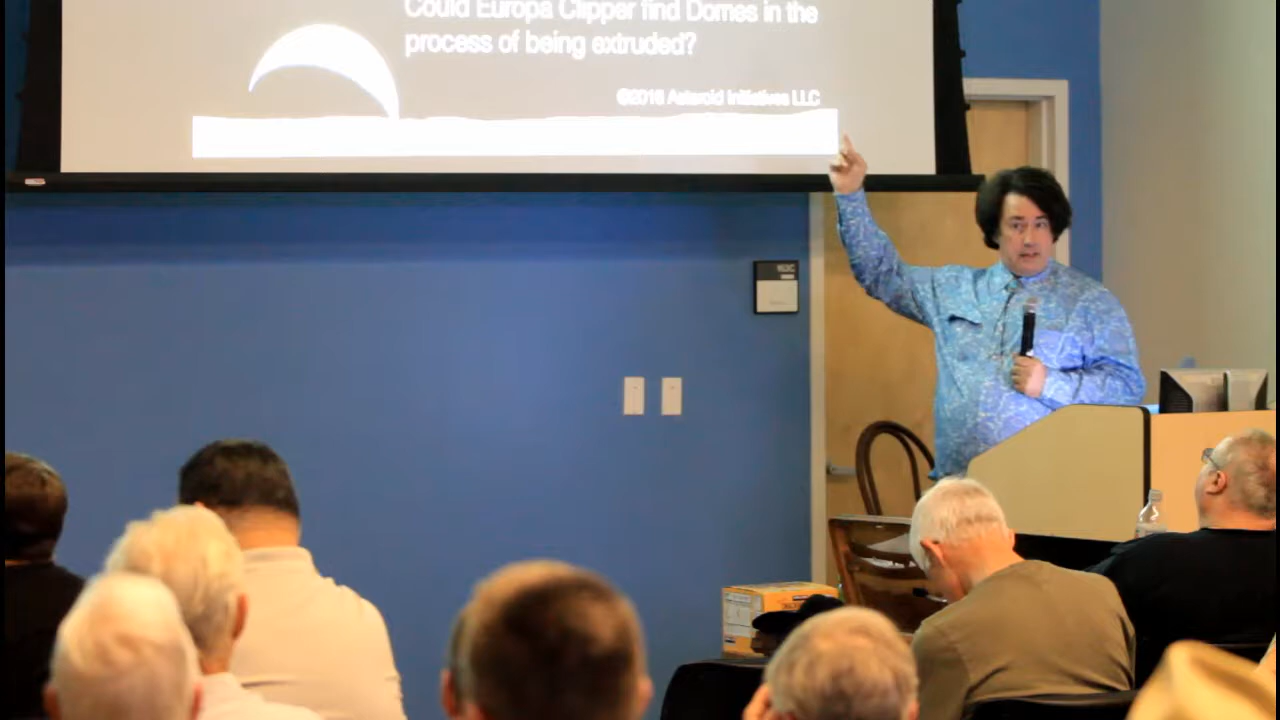 Could Europa Clipper find Domes in the
process of being extruded?
©2016 Asteroid Initiatives LLC